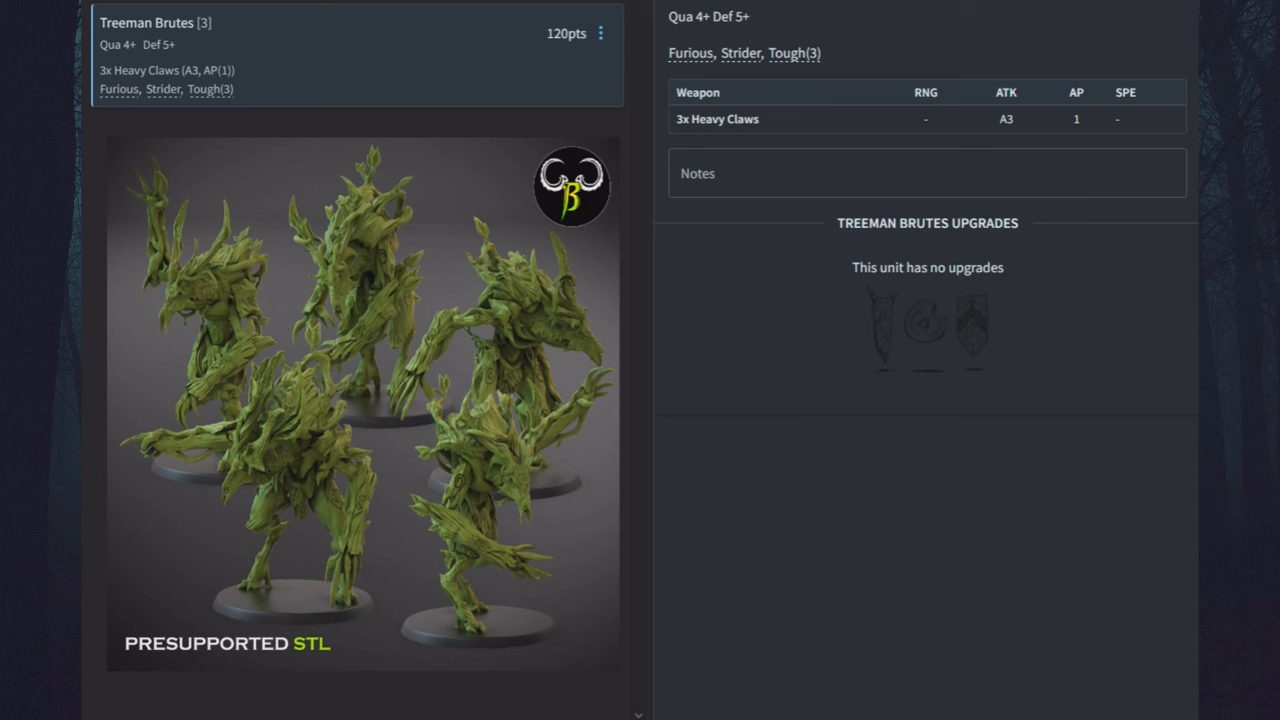 Treeman Brutes [3]
120pts
Qua 4+ Def 5+
3x Heavy Claws (A3, AP(1))
Furious, Strider, Tough(3)
B
PRESUPPORTED STL
Qua 4+ Def 5+
Furious, Strider, Tough(3)
Weapon RNG ATK AP SPE
3x Heavy Claws - A3 1 -
Notes
TREEMAN BRUTES UPGRADES
This unit has no upgrades